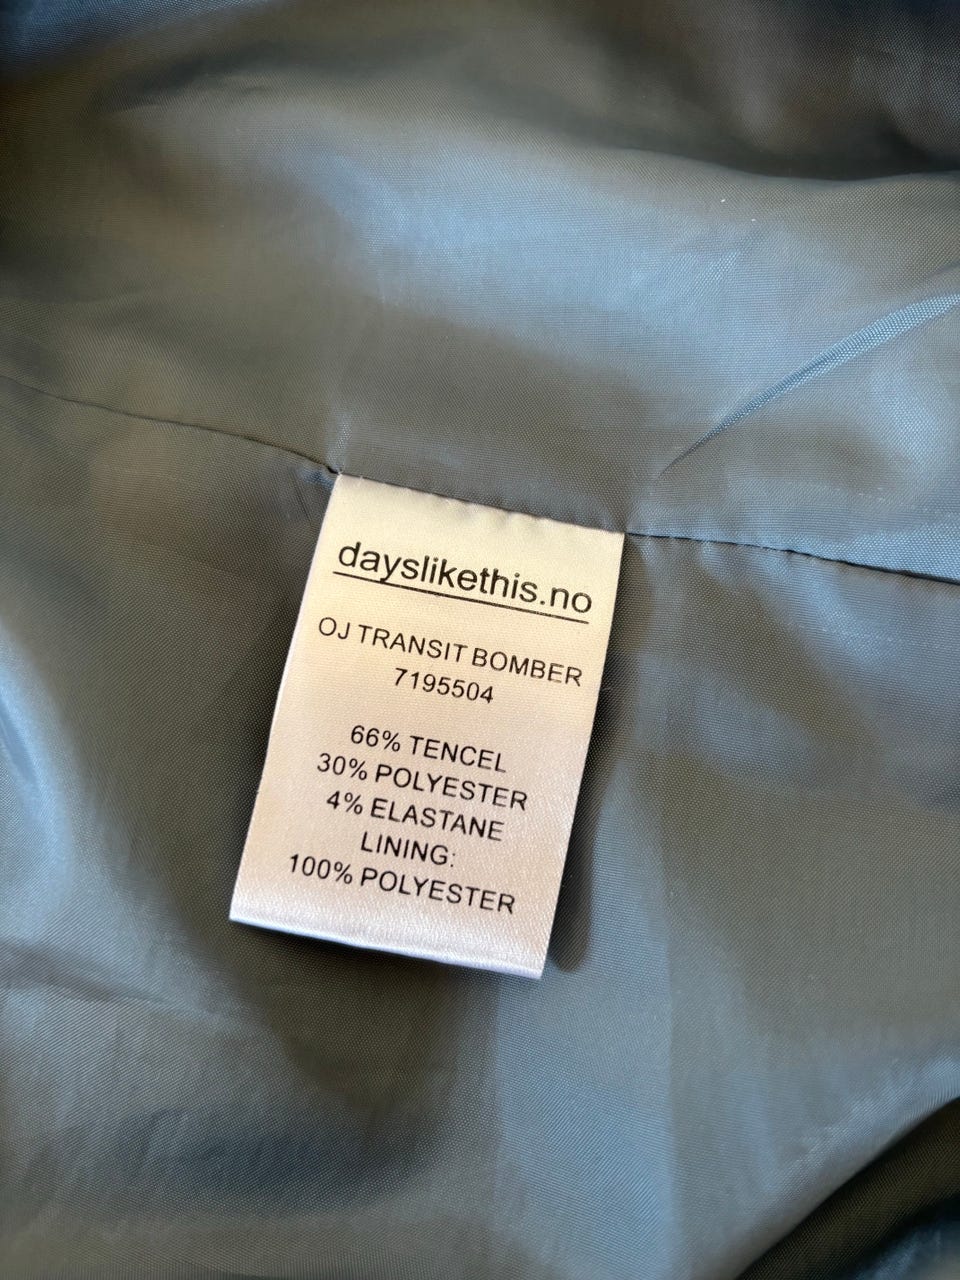 dayslikethis.no
OJ TRANSIT BOMBER
7195504
66% TENCEL
30% POLYESTER
4% ELASTANE
LINING:
100% POLYESTER